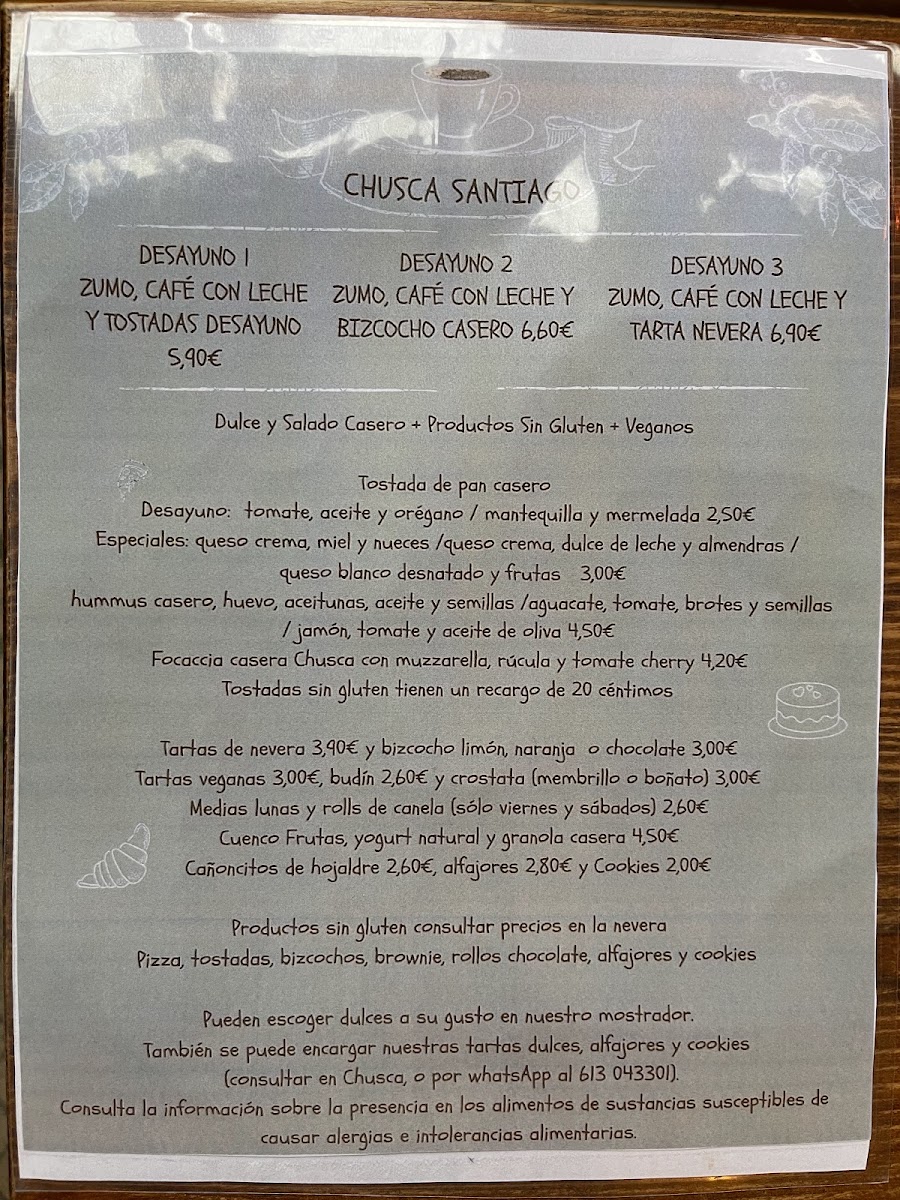 CHUSCA SANTIAGO
DESAYUNO 1
ZUMO, CAFÉ CON LECHE
Y TOSTADAS DESAYUNO
5,90€
DESAYUNO 2
ZUMO, CAFÉ CON LECHE Y
BIZCOCHO CASERO 6,60€
DESAYUNO 3
ZUMO, CAFÉ CON LECHE Y
TARTA NEVERA 6,90€
Dulce y Salado Casero + Productos Sin Gluten + Veganos
Tostada de pan casero
Desayuno: tomate, aceite y orégano / mantequilla y mermelada 2,50€
Especiales: queso crema, miel y nueces /queso crema, dulce de leche y almendras /
queso blanco desnatado y frutas 3,00€
hummus casero, huevo, aceitunas, aceite y semillas /aguacate, tomate, brotes y semillas
/ jamón, tomate y aceite de oliva 4,50€
Focaccia casera Chusca con muzzarella, rúcula y tomate cherry 4,20€
Tostadas sin gluten tienen un recargo de 20 céntimos
Tartas de nevera 3,90€ y bizcocho limón, naranja o chocolate 3,00€
Tartas veganas 3,00€, budín 2,60€ y crostata (membrillo o boñato) 3,00€
Medias lunas y rolls de canela (sólo viernes y sábados) 2,60€
Cuenco Frutas, yogurt natural y granola casera 4,50€
Cañoncitos de hojaldre 2,60€, alfajores 2,80€ y Cookies 2,00€
Productos sin gluten consultar precios en la nevera
Pizza, tostadas, bizcochos, brownie, rollos chocolate, alfajores y cookies
Pueden escoger dulces a su gusto en nuestro mostrador.
También se puede encargar nuestras tartas dulces, alfajores y cookies
(consultar en Chusca, o por whatsApp al 613 043301).
Consulta la información sobre la presencia en los alimentos de sustancias susceptibles de
causar alergias e intolerancias alimentarias.